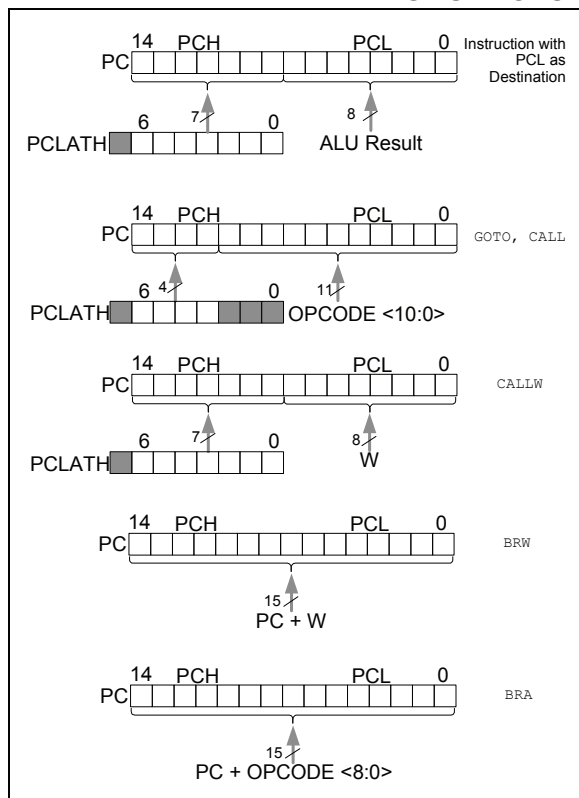 14 PCH PCL 0 Instruction with
PC PCL as
Destination
7 8
6 0
PCLATH ALU Result
14 PCH PCL 0
PC GOTO, CALL
4 11
6 0
PCLATH OPCODE <10:0>
14 PCH PCL 0
PC CALLW
7 8
6 0 W
PCLATH
14 PCH PCL 0
PC BRW
15
PC + W
14 PCH PCL 0
PC BRA
15
PC + OPCODE <8:0>